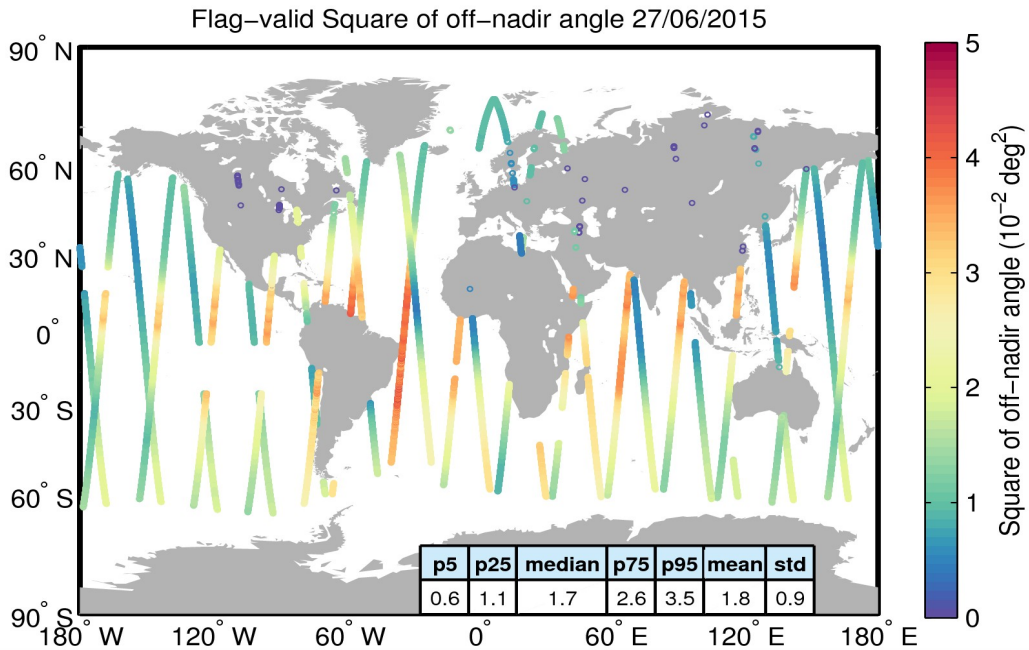 Flag−valid Square of off−nadir angle 27/06/2015
90° N
60° N
30° N
0°
30° S
60° S
90° S
180° W
120° W
60° W
0°
60° E
120° E
180° E
p5 p25 median p75 p95 mean std
0.6 1.1 1.7 2.6 3.5 1.8 0.9
5
4
3
2
1
0
Square of off−nadir angle (10⁻² deg²)